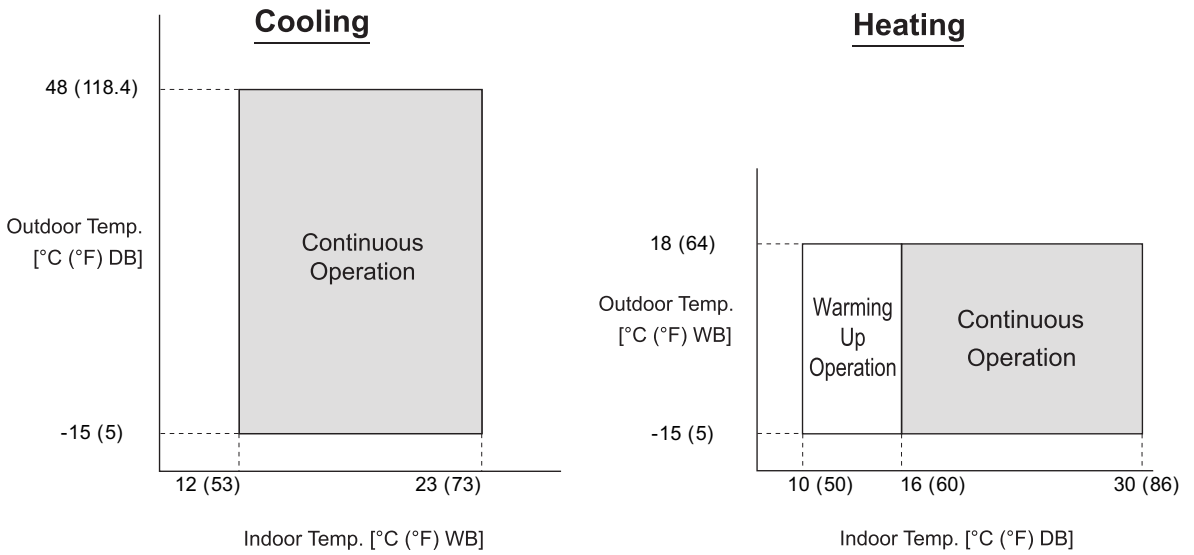 Cooling
48 (118.4)
Outdoor Temp.
[°C (°F) DB]
Continuous
Operation
-15 (5)
12 (53)
23 (73)
Indoor Temp. [°C (°F) WB]
Heating
18 (64)
Outdoor Temp.
[°C (°F) WB]
Warming
Up
Operation
Continuous
Operation
-15 (5)
10 (50)
16 (60)
30 (86)
Indoor Temp. [°C (°F) DB]